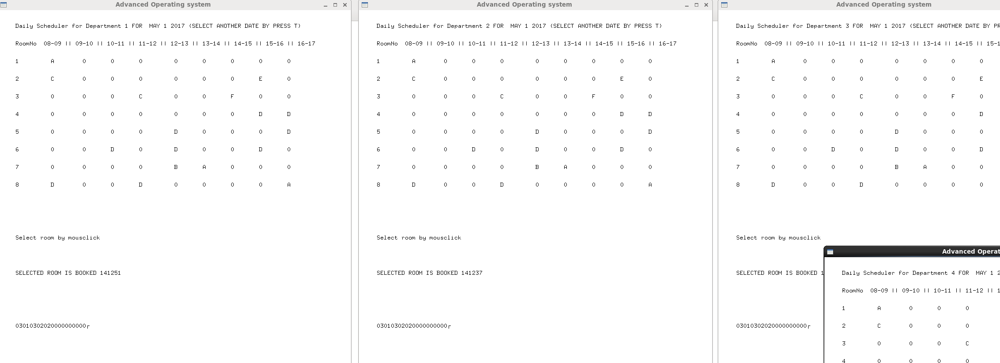 Advanced Operating system
Daily Scheduler for Department 1 FOR  MAY 1 2017 (SELECT ANOTHER DATE BY PRESS T)
RoomNo  08-09 || 09-10 || 10-11 || 11-12 || 12-13 || 13-14 || 14-15 || 15-16 || 16-17
1 A 0 0 0 0 0 0 0 0
2 C 0 0 0 0 0 0 E 0
3 0 0 0 C 0 0 F 0 0
4 0 0 0 0 0 0 0 D D
5 0 0 0 0 D 0 0 0 D
6 0 0 D 0 D 0 0 D 0
7 0 0 0 0 B A 0 0 0
8 D 0 0 D 0 0 0 0 A
Select room by mousclick
SELECTED ROOM IS BOOKED 141251
03010302020000000000┌
Advanced Operating system
Daily Scheduler for Department 2 FOR  MAY 1 2017 (SELECT ANOTHER DATE BY PRESS T)
RoomNo  08-09 || 09-10 || 10-11 || 11-12 || 12-13 || 13-14 || 14-15 || 15-16 || 16-17
1 A 0 0 0 0 0 0 0 0
2 C 0 0 0 0 0 0 E 0
3 0 0 0 C 0 0 F 0 0
4 0 0 0 0 0 0 0 D D
5 0 0 0 0 D 0 0 0 D
6 0 0 D 0 D 0 0 D 0
7 0 0 0 0 B A 0 0 0
8 D 0 0 D 0 0 0 0 A
Select room by mousclick
SELECTED ROOM IS BOOKED 141237
03010302020000000000┌
Advanced Operating system
Daily Scheduler for Department 3 FOR  MAY 1 2017 (SELECT ANOTHER DATE BY PR
RoomNo  08-09 || 09-10 || 10-11 || 11-12 || 12-13 || 13-14 || 14-15 || 15-1
1 A 0 0 0 0 0 0 0
2 C 0 0 0 0 0 0 E
3 0 0 0 C 0 0 F 0
4 0 0 0 0 0 0 0 D
5 0 0 0 0 D 0 0 0
6 0 0 D 0 D 0 0 D
7 0 0 0 0 B A 0 0
8 D 0 0 D 0 0 0 0
Select room by mousclick
SELECTED ROOM IS BOOKED 1
03010302020000000000┌
Advanced Operat
Daily Scheduler for Department 4 FOR  MAY 1 2
RoomNo  08-09 || 09-10 || 10-11 || 11-12 || 1
1 A 0 0 0
2 C 0 0 0
3 0 0 0 C
4 0 0 0 0